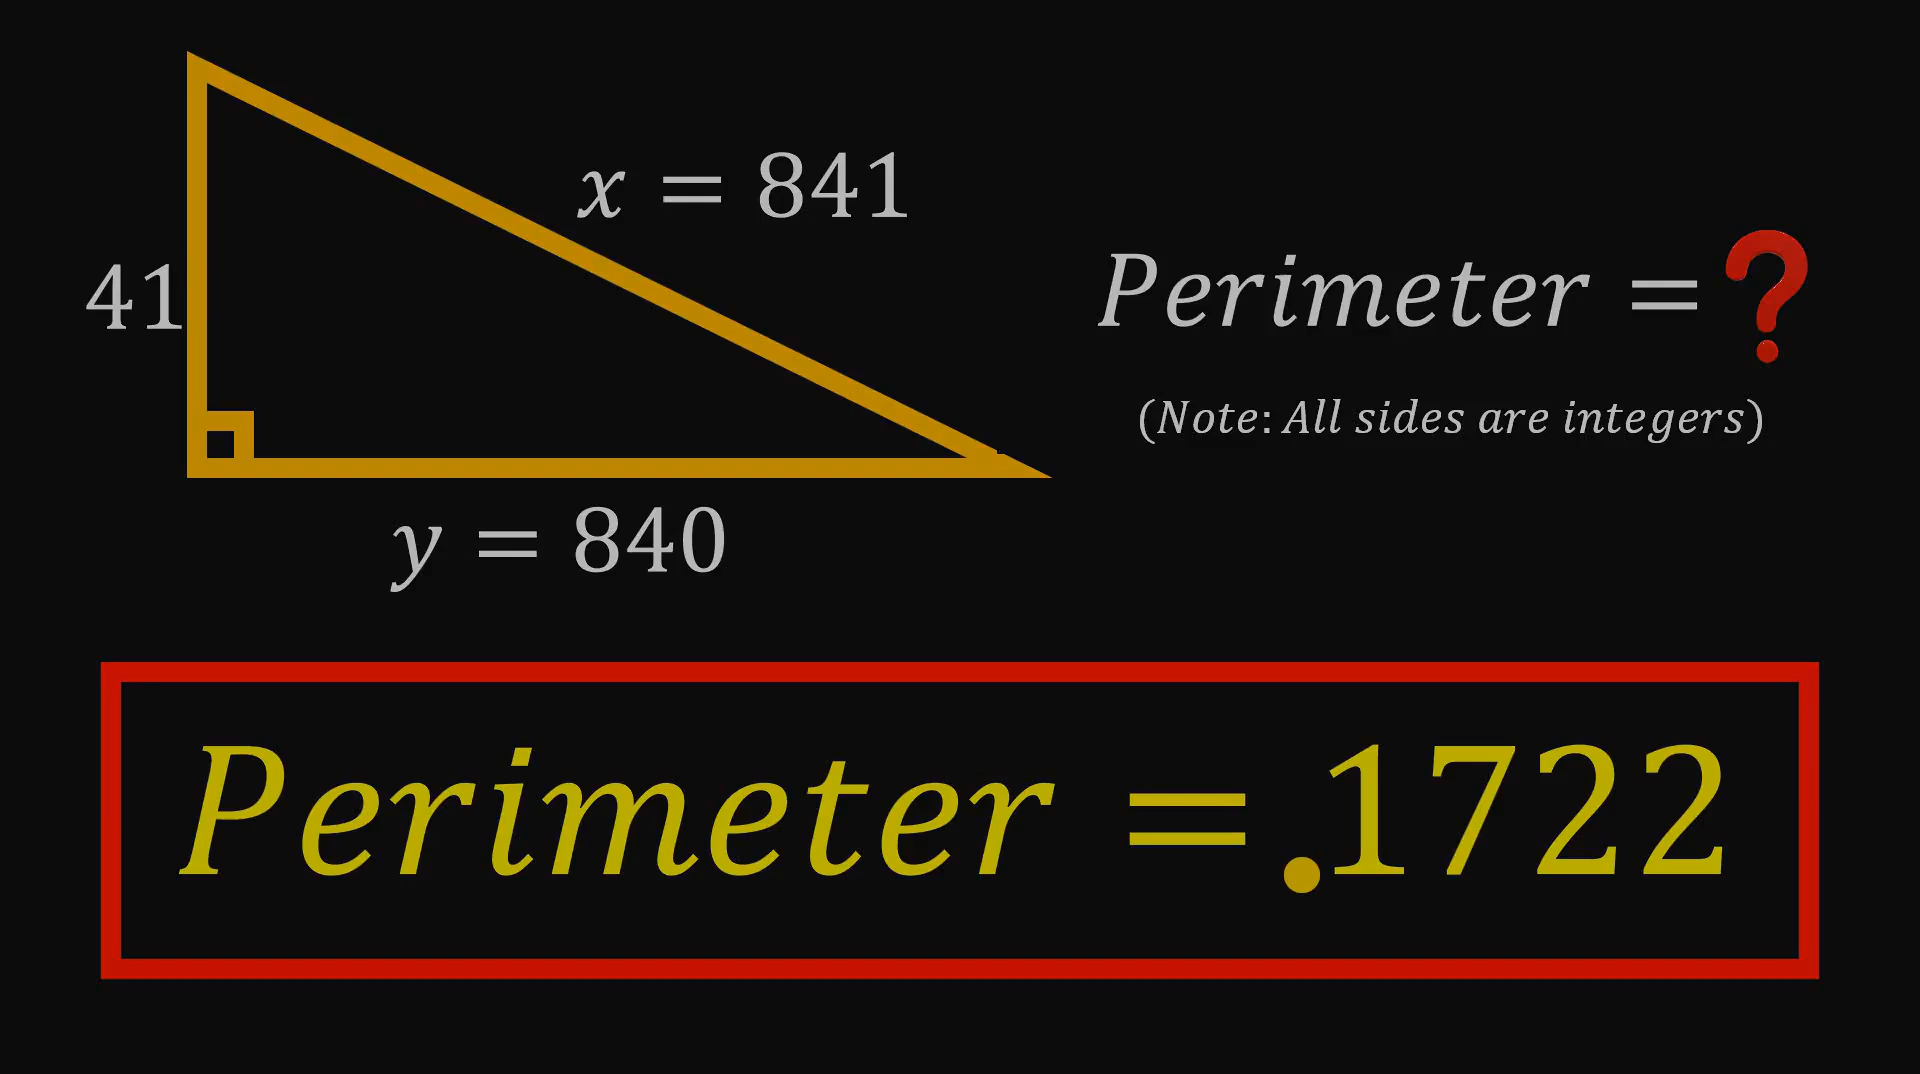 x = 841
41
Perimeter = ❓
(Note: All sides are integers)
y = 840
Perimeter = 1722